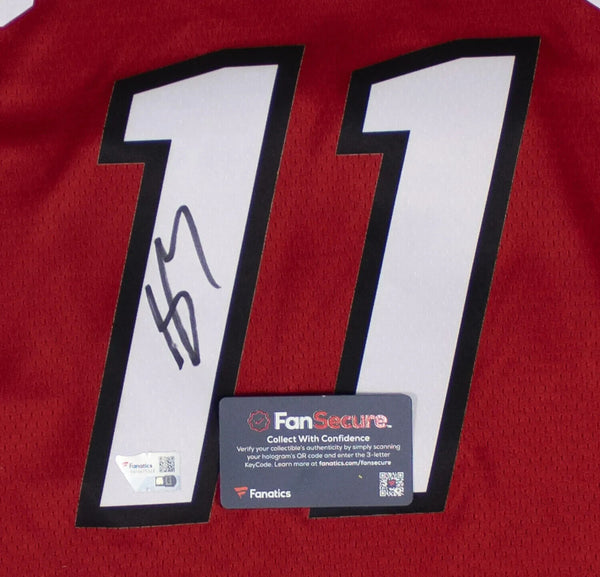 11
FanSecure
Collect With Confidence
Verify your collectible's authenticity by simply scanning
your hologram's QR code and enter the 3-letter
KeyCode. Learn more at fanatics.com/fansecure
Fanatics
Fanatics